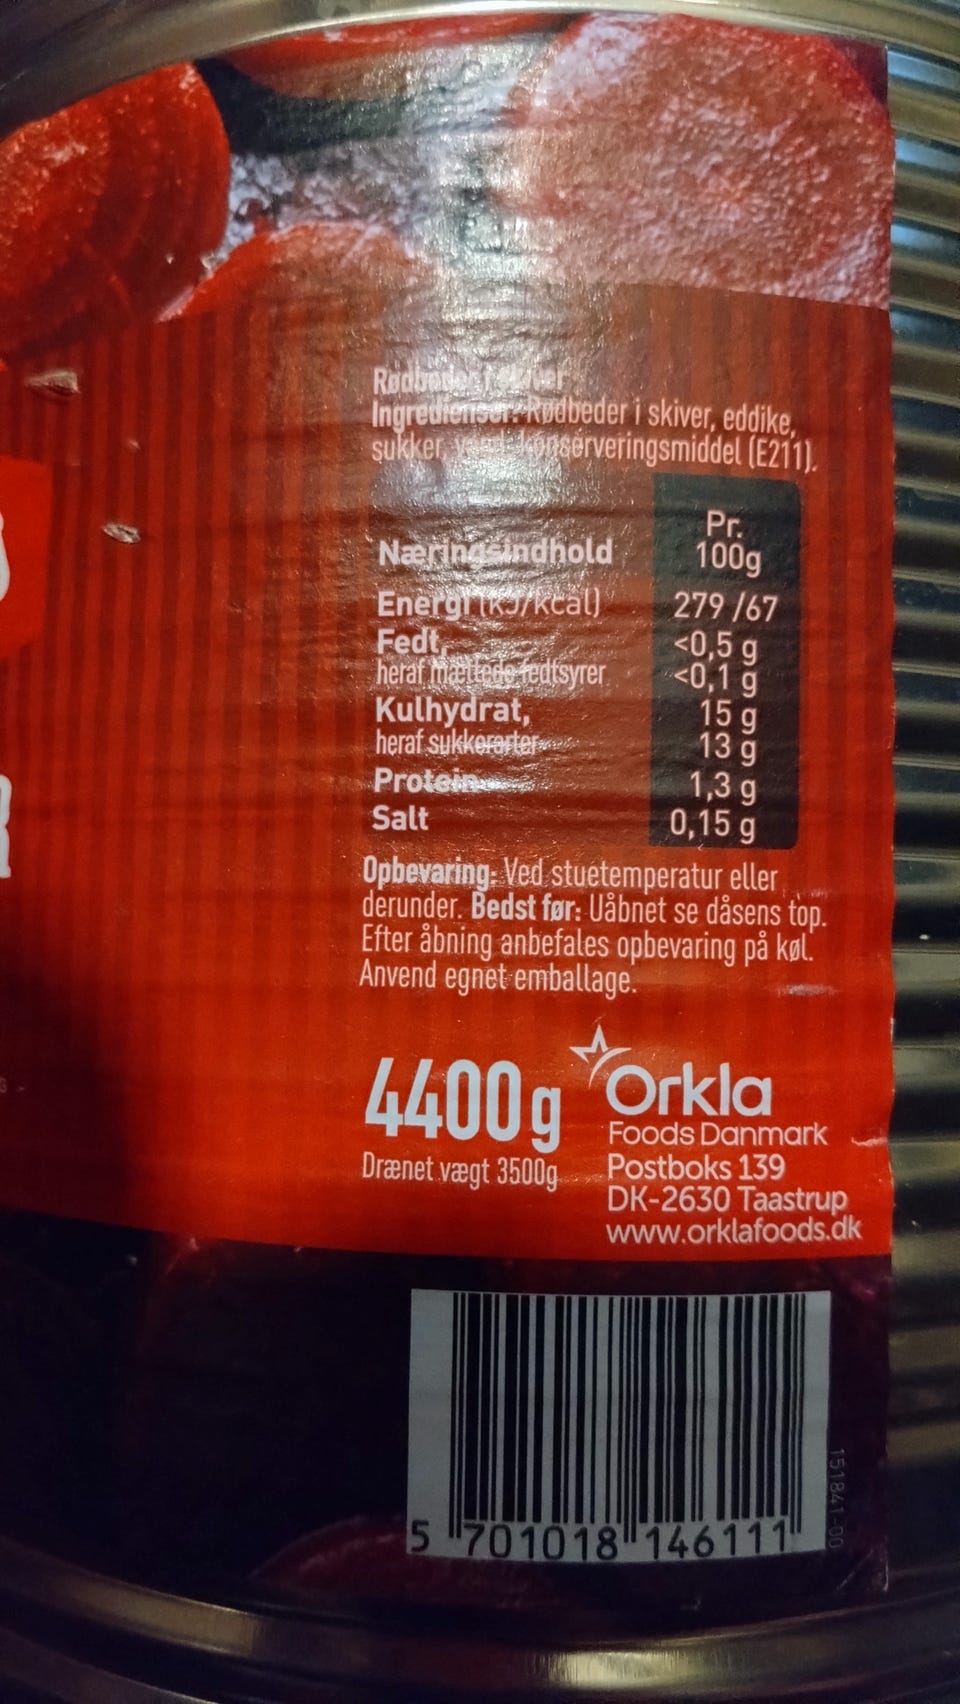 Rødbeder i skiver
Ingredienser: Rødbeder i skiver, eddike,
sukker, vand, konserveringsmiddel (E211).
Næringsindhold
Pr.
100g
Energi (kJ/kcal) 279 /67
Fedt, <0,5 g
heraf mættede fedtsyrer <0,1 g
Kulhydrat, 15 g
heraf sukkerarter 13 g
Protein 1,3 g
Salt 0,15 g
Opbevaring: Ved stuetemperatur eller
derunder. Bedst før: Uåbnet se dåsens top.
Efter åbning anbefales opbevaring på køl.
Anvend egnet emballage.
4400g
Drænet vægt 3500g
Orkla
Foods Danmark
Postboks 139
DK-2630 Taastrup
www.orklafoods.dk
5 701018 146111
151841-00